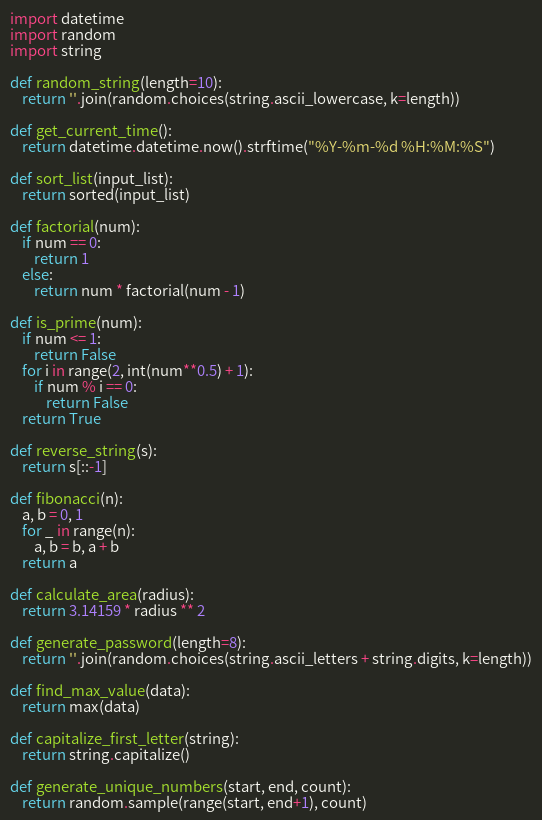 import datetime
import random
import string

def random_string(length=10):
    return ''.join(random.choices(string.ascii_lowercase, k=length))

def get_current_time():
    return datetime.datetime.now().strftime("%Y-%m-%d %H:%M:%S")

def sort_list(input_list):
    return sorted(input_list)

def factorial(num):
    if num == 0:
        return 1
    else:
        return num * factorial(num - 1)

def is_prime(num):
    if num <= 1:
        return False
    for i in range(2, int(num**0.5) + 1):
        if num % i == 0:
            return False
    return True

def reverse_string(s):
    return s[::-1]

def fibonacci(n):
    a, b = 0, 1
    for _ in range(n):
        a, b = b, a + b
    return a

def calculate_area(radius):
    return 3.14159 * radius ** 2

def generate_password(length=8):
    return ''.join(random.choices(string.ascii_letters + string.digits, k=length))

def find_max_value(data):
    return max(data)

def capitalize_first_letter(string):
    return string.capitalize()

def generate_unique_numbers(start, end, count):
    return random.sample(range(start, end+1), count)